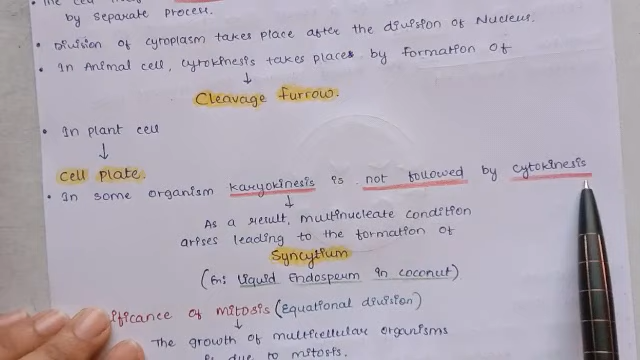 by separate process.
• Division of cytoplasm takes place after the division of Nucleus.
• In Animal cell, cytokinesis takes places by formation of
↓
Cleavage furrow.
• In plant cell
↓
Cell plate.
• In some organism karyokinesis is not followed by cytokinesis
↓
As a result, multinucleate condition
arises leading to the formation of
Syncytium
(En: liquid Endosperm in coconut)
ificance of mitosis (Equational division)
↓
The growth of multicellular organisms
is due to mitosis.